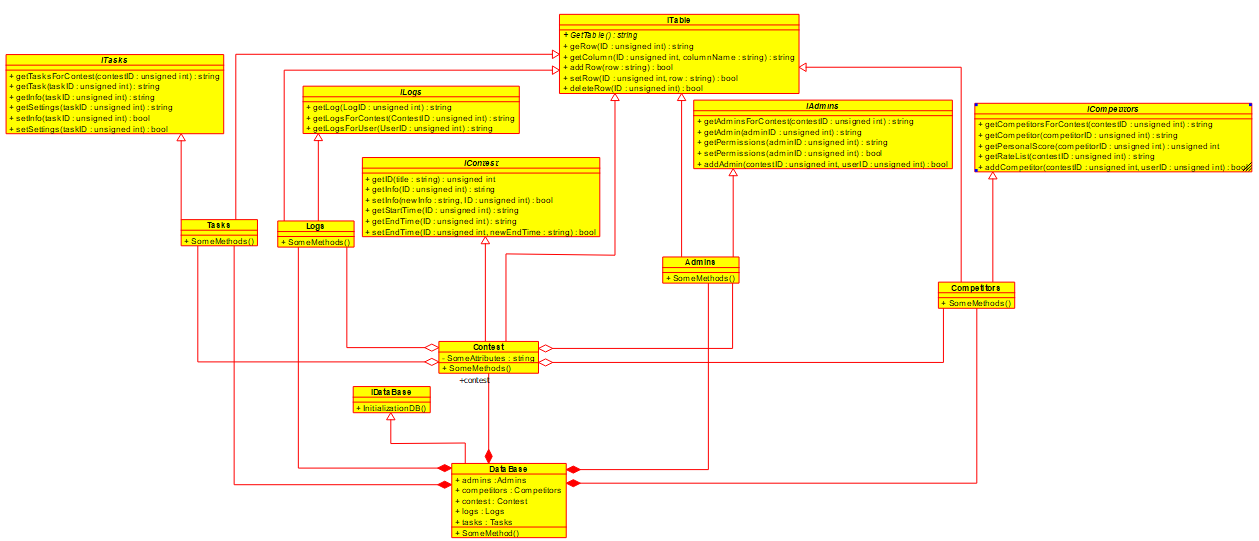 ITable
+ GetTable() : string
+ geRow(ID : unsigned int) : string
+ getColumn(ID : unsigned int, columnName : string) : string
+ addRow(row : string) : bool
+ setRow(ID : unsigned int, row : string) : bool
+ deleteRow(ID : unsigned int) : bool
ITasks
+ getTasksForContest(contestID : unsigned int) : string
+ getTask(taskID : unsigned int) : string
+ getInfo(taskID : unsigned int) : string
+ getSettings(taskID : unsigned int) : string
+ setInfo(taskID : unsigned int) : bool
+ setSettings(taskID : unsigned int) : bool
ILogs
+ getLog(LogID : unsigned int) : string
+ getLogsForContest(ContestID : unsigned int) : string
+ getLogsForUser(UserID : unsigned int) : string
IAdmins
+ getAdminsForContest(contestID : unsigned int) : string
+ getAdmin(adminID : unsigned int) : string
+ getPermissions(adminID : unsigned int) : string
+ setPermissions(adminID : unsigned int) : bool
+ addAdmin(contestID : unsigned int, userID : unsigned int) : bool
ICompetitors
+ getCompetitorsForContest(contestID : unsigned int) : string
+ getCompetitor(competitorID : unsigned int) : string
+ getPersonalScore(competitorID : unsigned int) : unsigned int
+ getRateList(contestID : unsigned int) : string
+ addCompetitor(contestID : unsigned int, userID : unsigned int) : bool
IContest
+ getID(title : string) : unsigned int
+ getInfo(ID : unsigned int) : string
+ setInfo(newInfo : string, ID : unsigned int) : bool
+ getStartTime(ID : unsigned int) : string
+ getEndTime(ID : unsigned int) : string
+ setEndTime(ID : unsigned int, newEndTime : string) : bool
Tasks
+ SomeMethods()
Logs
+ SomeMethods()
Admins
+ SomeMethods()
Competitors
+ SomeMethods()
Contest
- SomeAttributes : string
+ SomeMethods()
+contest
IDataBase
+ InitializationDB()
DataBase
+ admins : Admins
+ competitors : Competitors
+ contest : Contest
+ logs : Logs
+ tasks : Tasks
+ SomeMethod()